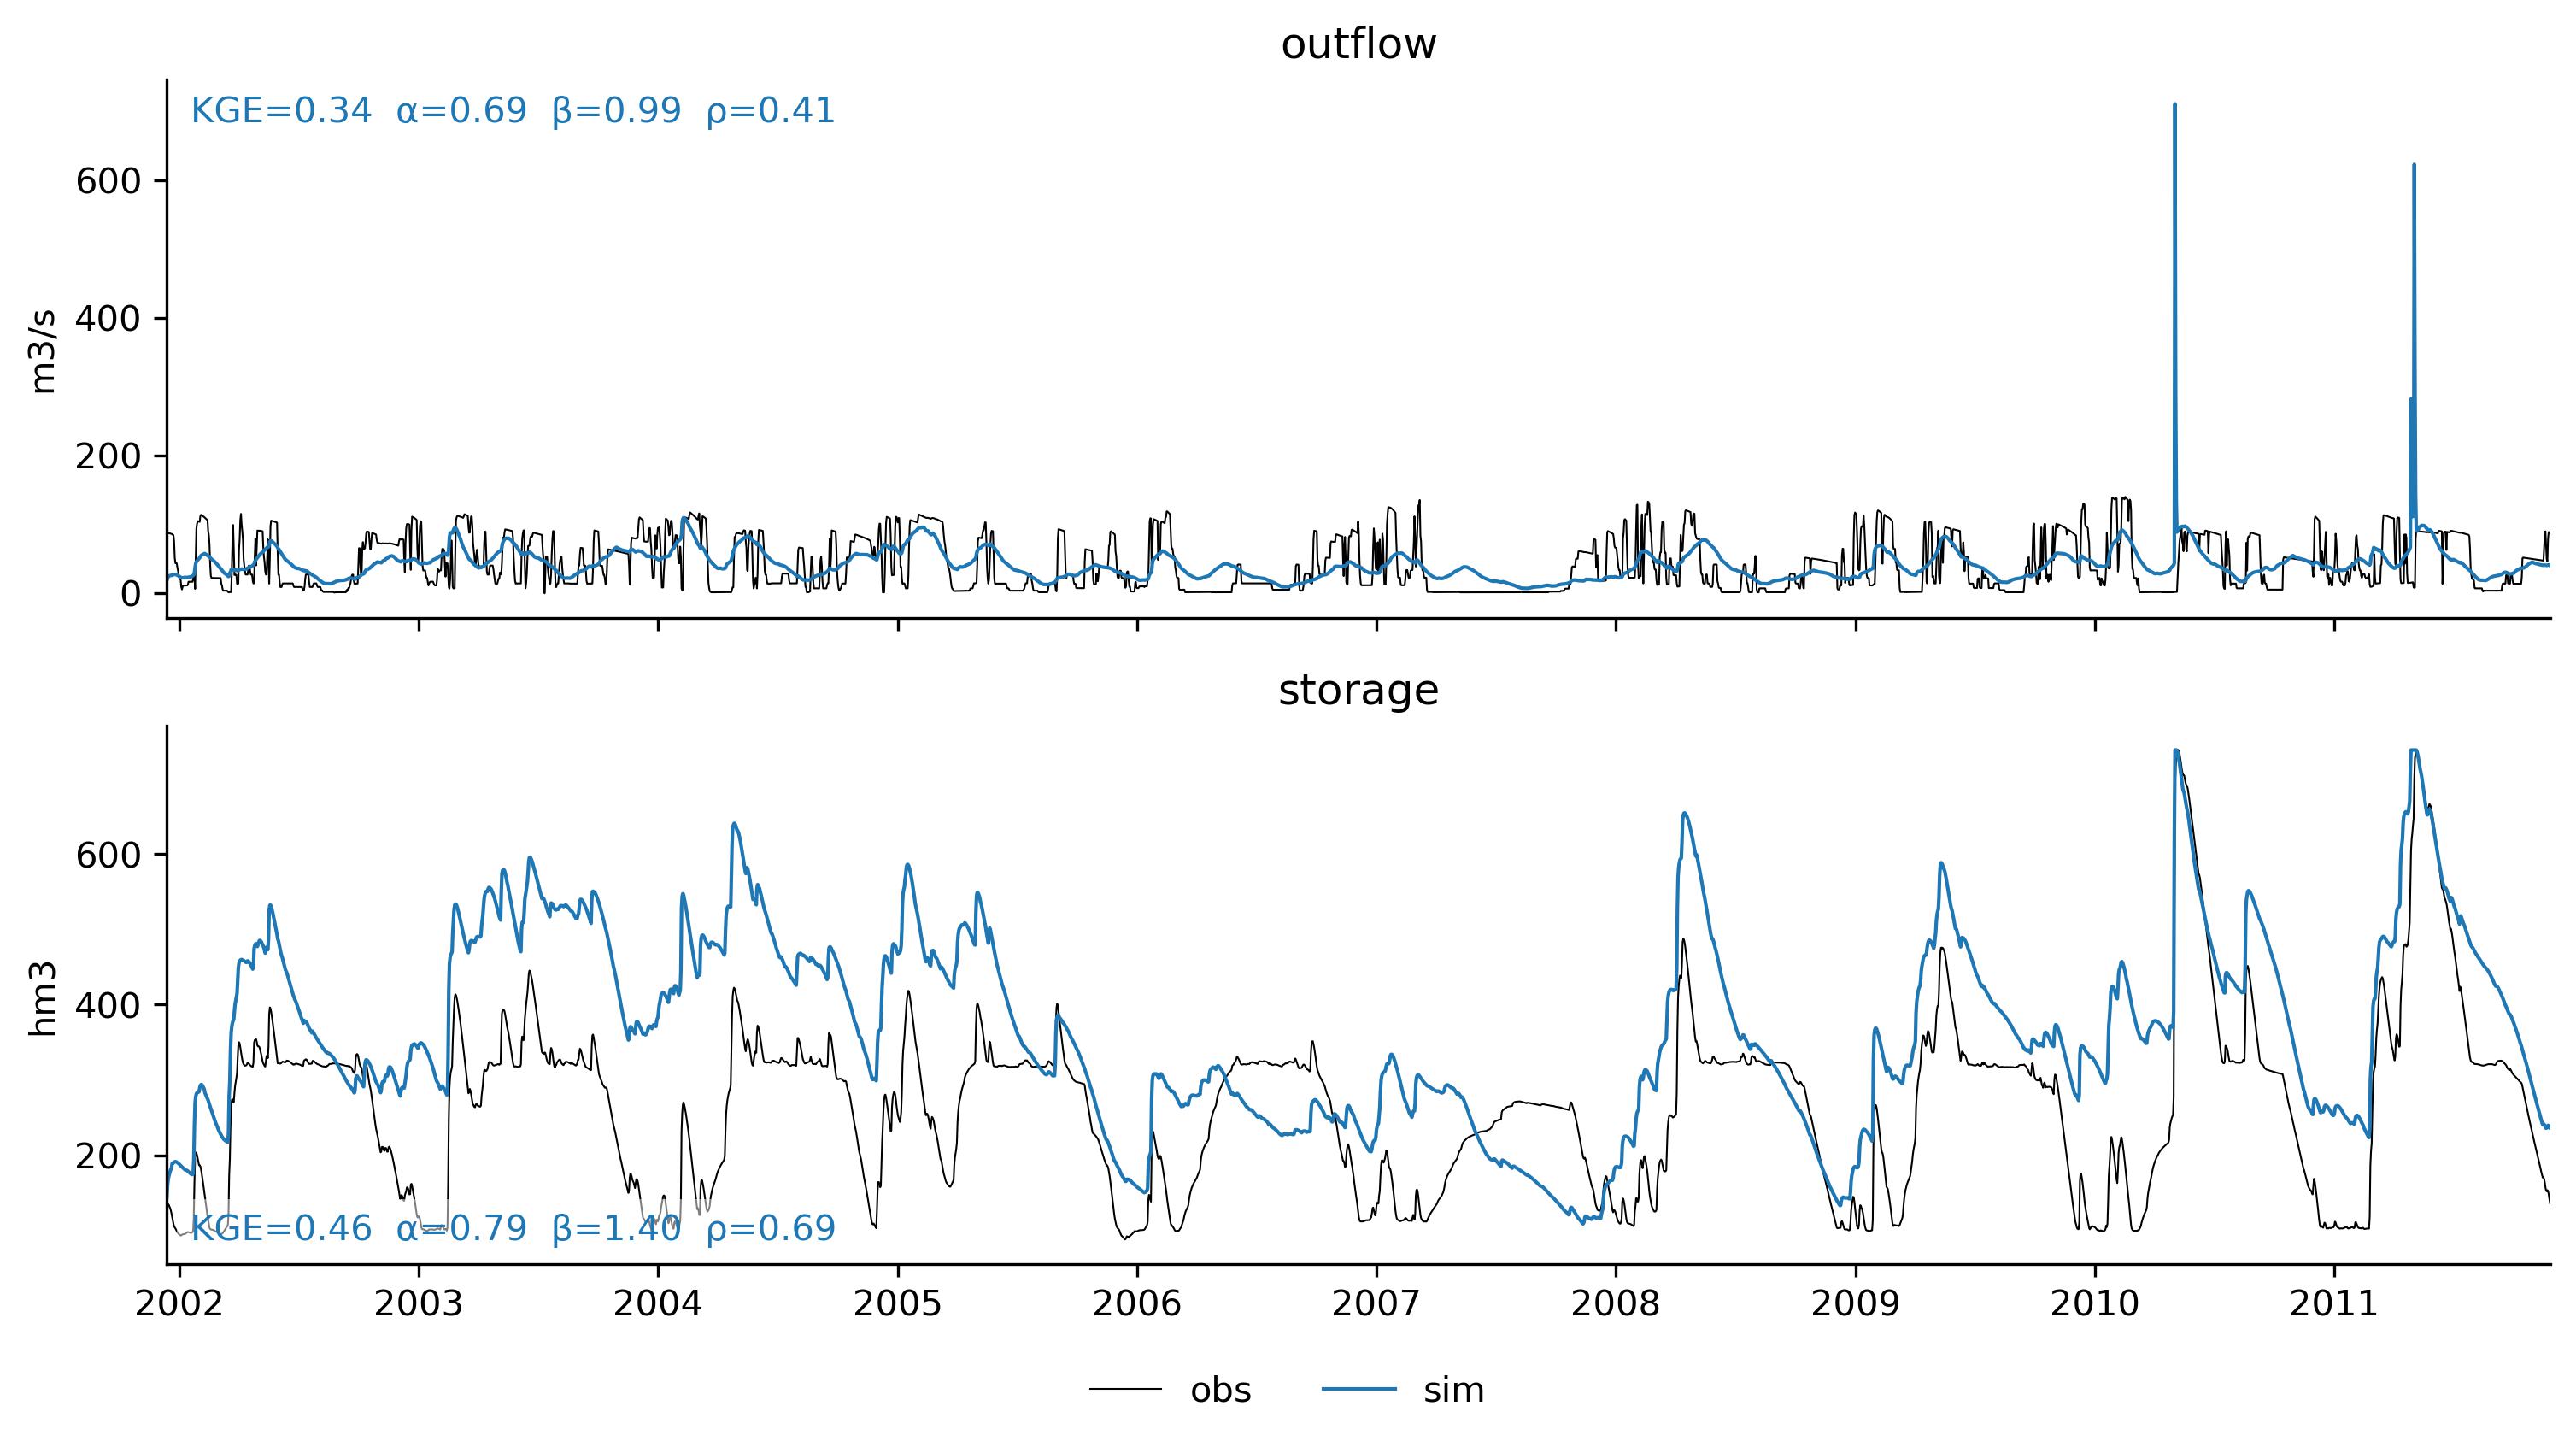 outflow
KGE=0.34 α=0.69 β=0.99 ρ=0.41
m3/s
600
400
200
0
storage
hm3
600
400
200
KGE=0.46 α=0.79 β=1.40 ρ=0.69
2002 2003 2004 2005 2006 2007 2008 2009 2010 2011
obs sim